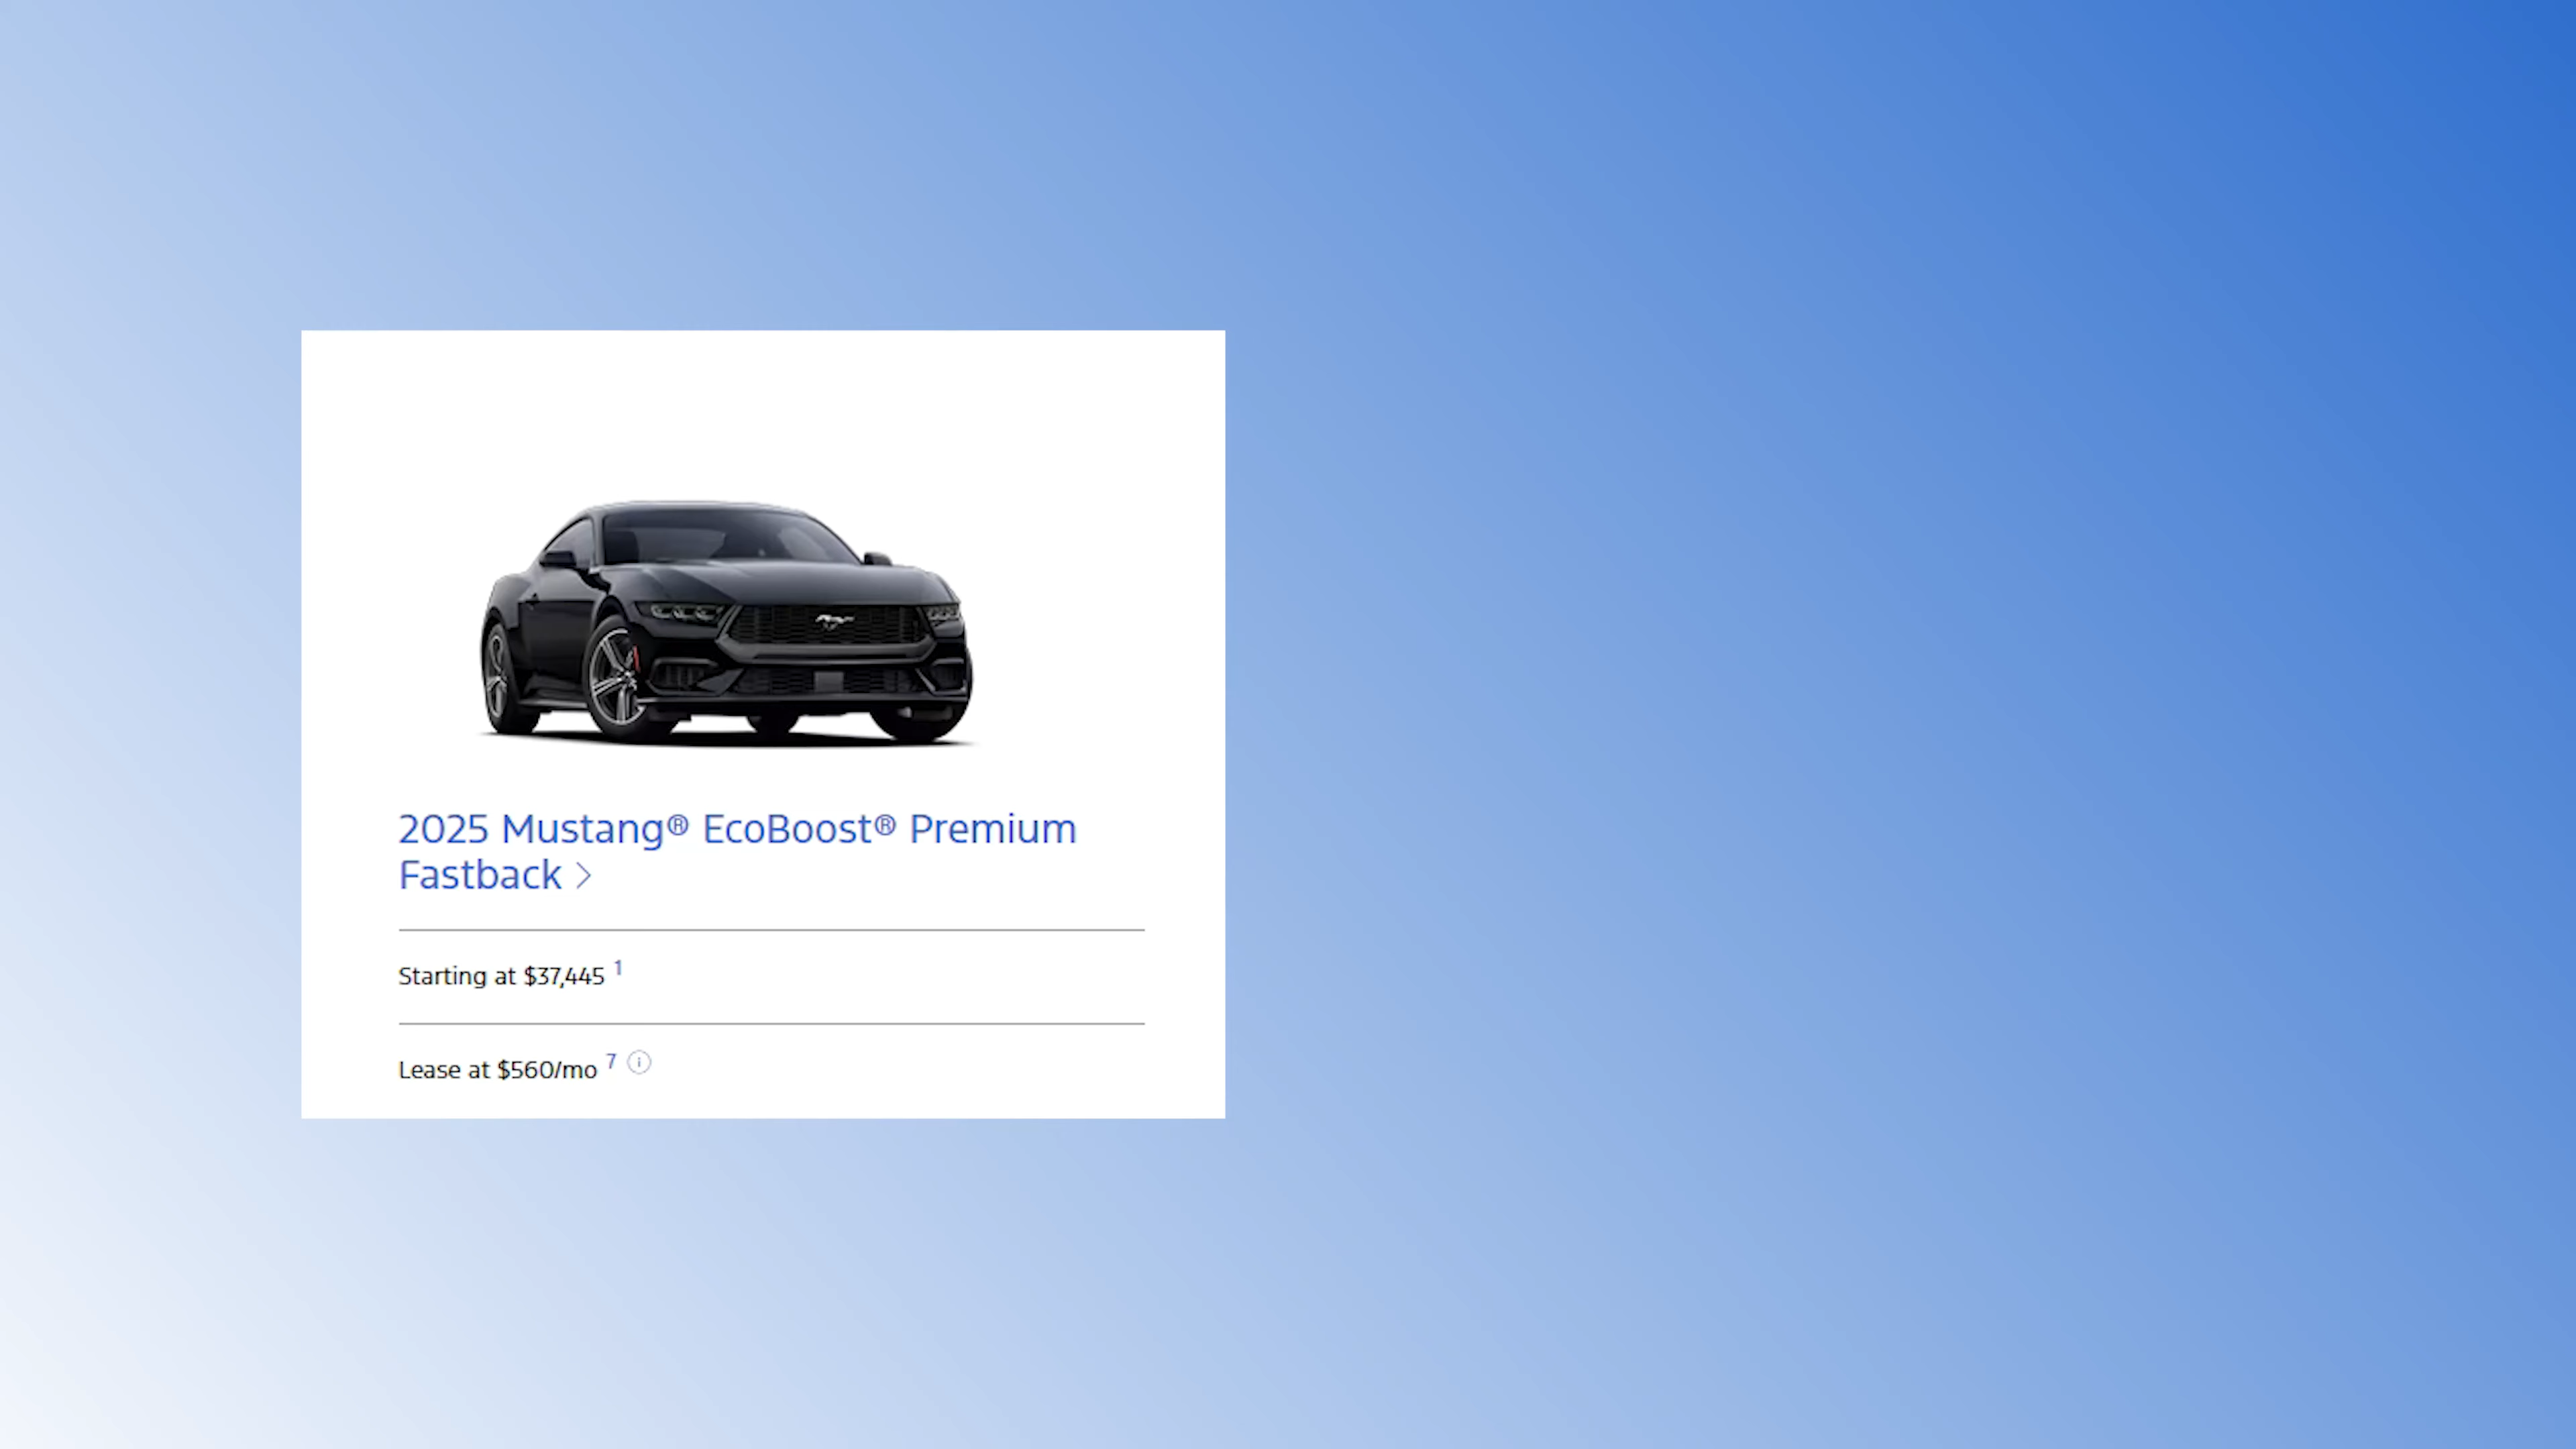 2025 Mustang® EcoBoost® Premium
Fastback >
Starting at $37,445 1
Lease at $560/mo 7 i